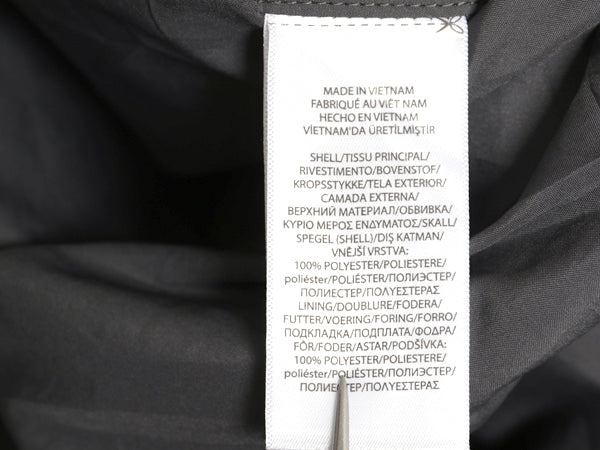 MADE IN VIETNAM
FABRIQUÉ AU VIÊT NAM
HECHO EN VIETNAM
VİETNAM'DA ÜRETİLMİŞTİR
SHELL/TISSU PRINCIPAL/
RIVESTIMENTO/BOVENSTOF/
KROPSSTYKKE/TELA EXTERIOR/
CAMADA EXTERNA/
ВЕРХНИЙ МАТЕРИАЛ/ОБВИВКА/
ΚΥΡΙΟ ΜΕΡΟΣ ΕΝΔΥΜΑΤΟΣ/SKALL/
SPEGEL (SHELL)/DIŞ KATMAN/
VNĚJŠÍ VRSTVA:
100% POLYESTER/POLIESTERE/
poliéster/POLIÉSTER/ПОЛИЭСТЕР/
ПОЛИЕСТЕР/ΠΟΛΥΕΣΤΕΡΑΣ
LINING/DOUBLURE/FODERA/
FUTTER/VOERING/FORING/FORRO/
ПОДКЛАДКА/ПОДПЛАТА/ΦΟΔΡΑ/
FÔR/FODER/ASTAR/PODŠÍVKA:
100% POLYESTER/POLIESTERE/
poliéster/POLIÉSTER/ПОЛИЭСТЕР/
ПОЛИЕСТЕР/ΠΟΛΥΕΣΤΕΡΑΣ